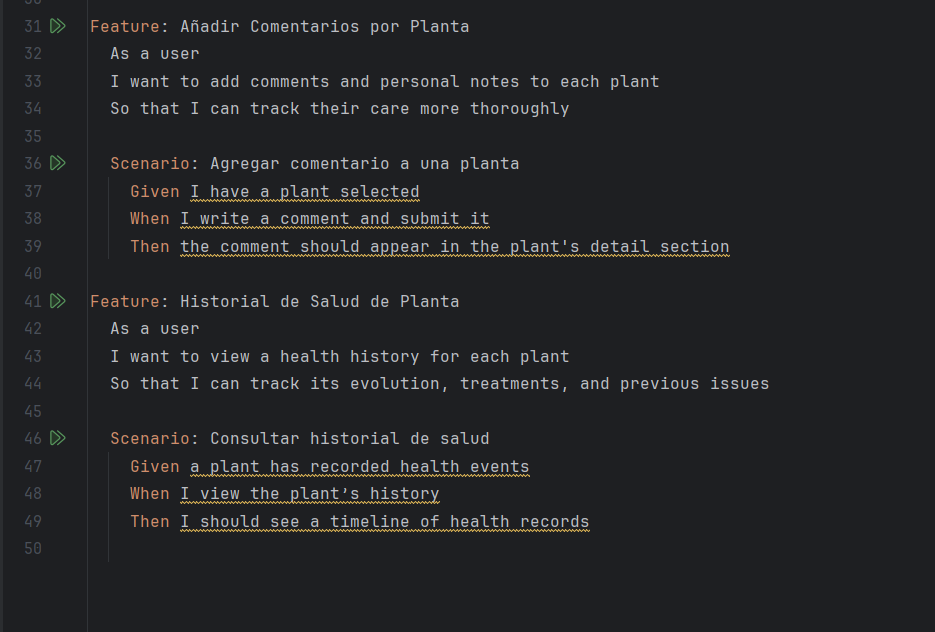 31 Feature: Añadir Comentarios por Planta
32 As a user
33 I want to add comments and personal notes to each plant
34 So that I can track their care more thoroughly
35
36 Scenario: Agregar comentario a una planta
37 Given I have a plant selected
38 When I write a comment and submit it
39 Then the comment should appear in the plant's detail section
40
41 Feature: Historial de Salud de Planta
42 As a user
43 I want to view a health history for each plant
44 So that I can track its evolution, treatments, and previous issues
45
46 Scenario: Consultar historial de salud
47 Given a plant has recorded health events
48 When I view the plant’s history
49 Then I should see a timeline of health records
50